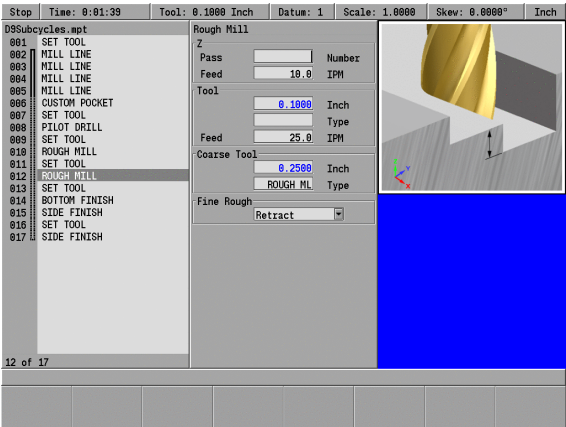 Stop Time: 0:01:39 Tool: 0.1000 Inch Datum: 1 Scale: 1.0000 Skew: 0.0000° Inch
D9Subcycles.mpt
001 SET TOOL
002 MILL LINE
003 MILL LINE
004 MILL LINE
005 MILL LINE
006 CUSTOM POCKET
007 SET TOOL
008 PILOT DRILL
009 SET TOOL
010 ROUGH MILL
011 SET TOOL
012 ROUGH MILL
013 SET TOOL
014 BOTTOM FINISH
015 SIDE FINISH
016 SET TOOL
017 SIDE FINISH
12 of 17
Rough Mill
Z
Pass Number
Feed 10.0 IPM
Tool
0.1000 Inch
Type
Feed 25.0 IPM
Coarse Tool
0.2500 Inch
ROUGH ML Type
Fine Rough
Retract
Y
X